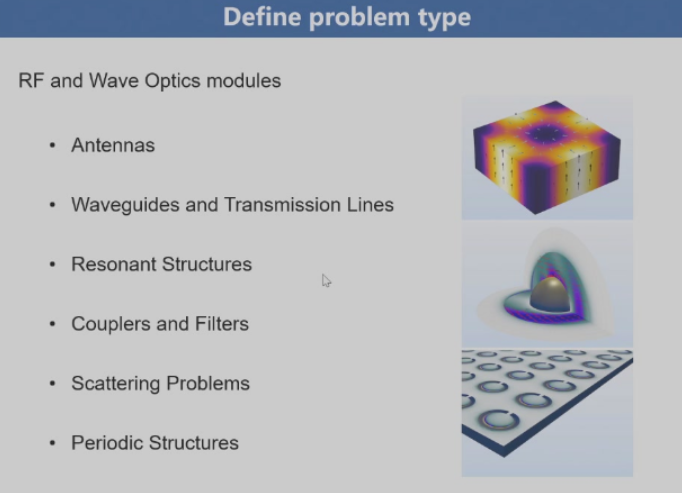 Define problem type
RF and Wave Optics modules
• Antennas
• Waveguides and Transmission Lines
• Resonant Structures
• Couplers and Filters
• Scattering Problems
• Periodic Structures